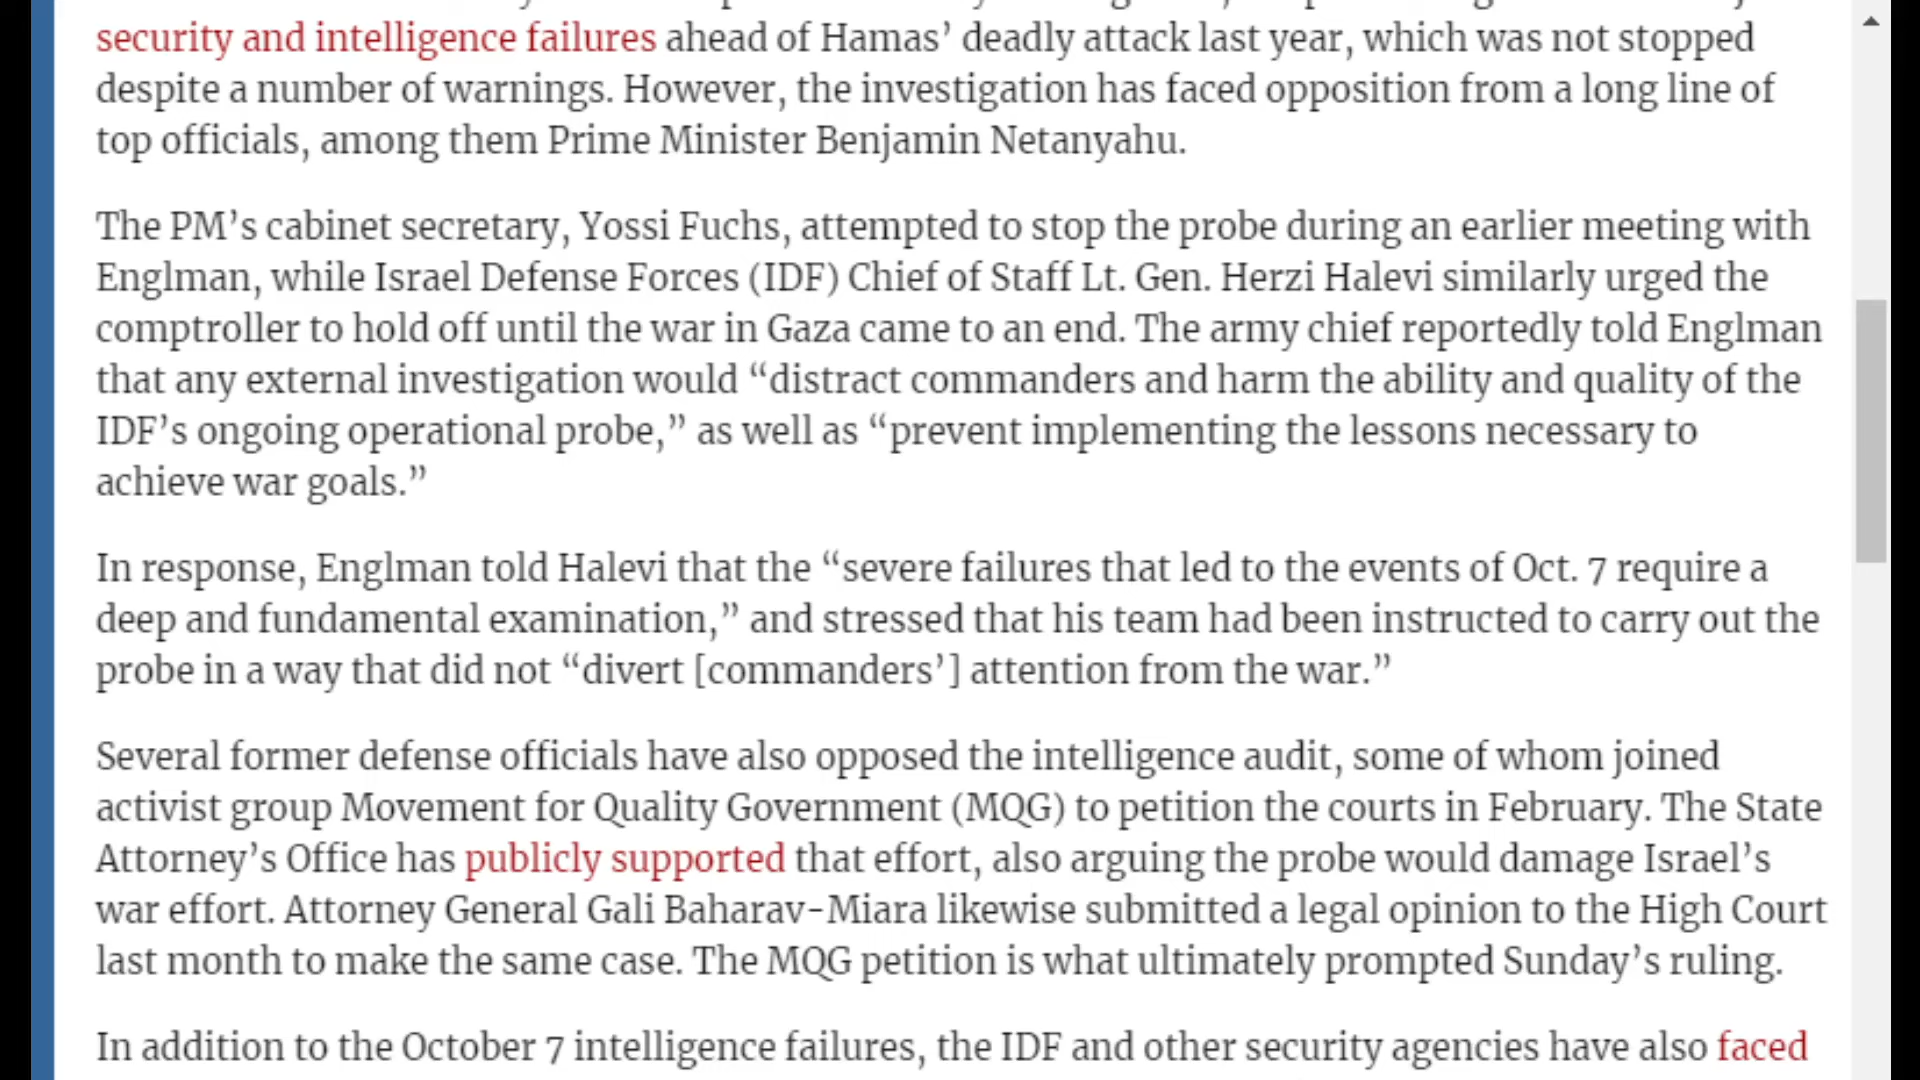 security and intelligence failures ahead of Hamas’ deadly attack last year, which was not stopped
despite a number of warnings. However, the investigation has faced opposition from a long line of
top officials, among them Prime Minister Benjamin Netanyahu.
The PM’s cabinet secretary, Yossi Fuchs, attempted to stop the probe during an earlier meeting with
Englman, while Israel Defense Forces (IDF) Chief of Staff Lt. Gen. Herzi Halevi similarly urged the
comptroller to hold off until the war in Gaza came to an end. The army chief reportedly told Englman
that any external investigation would “distract commanders and harm the ability and quality of the
IDF’s ongoing operational probe,” as well as “prevent implementing the lessons necessary to
achieve war goals.”
In response, Englman told Halevi that the “severe failures that led to the events of Oct. 7 require a
deep and fundamental examination,” and stressed that his team had been instructed to carry out the
probe in a way that did not “divert [commanders’] attention from the war.”
Several former defense officials have also opposed the intelligence audit, some of whom joined
activist group Movement for Quality Government (MQG) to petition the courts in February. The State
Attorney’s Office has publicly supported that effort, also arguing the probe would damage Israel’s
war effort. Attorney General Gali Baharav-Miara likewise submitted a legal opinion to the High Court
last month to make the same case. The MQG petition is what ultimately prompted Sunday’s ruling.
In addition to the October 7 intelligence failures, the IDF and other security agencies have also faced